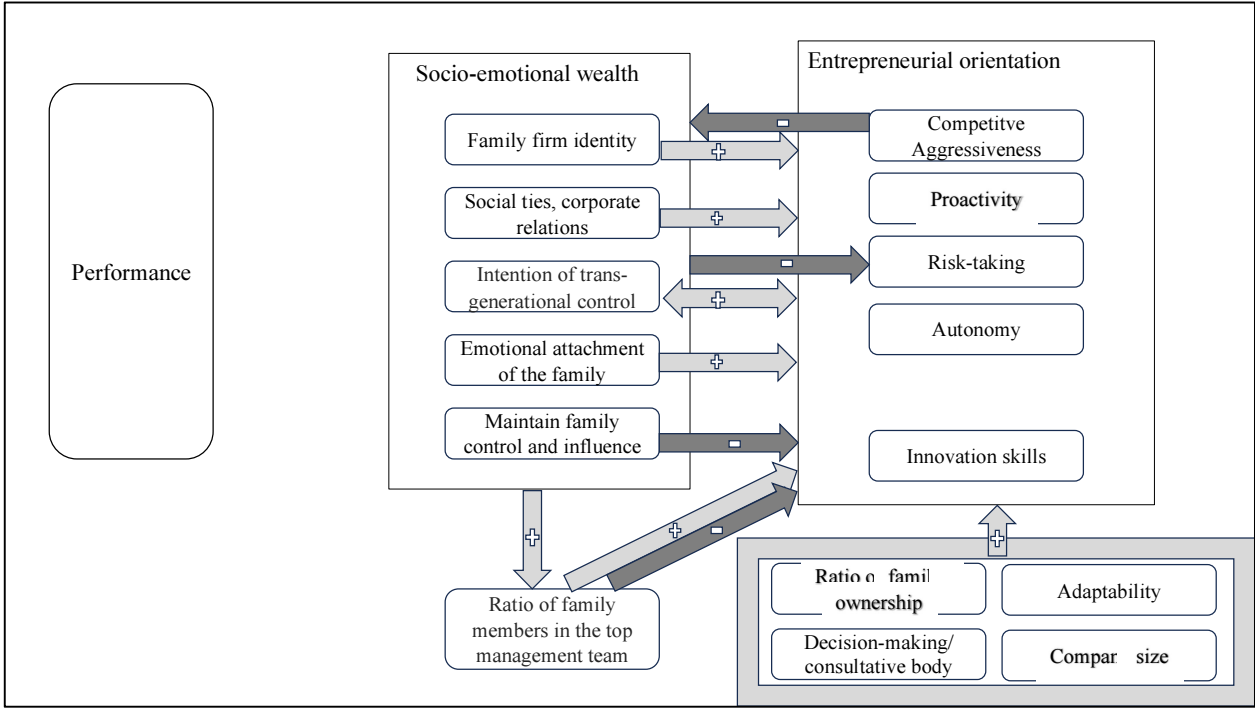 Performance
Socio-emotional wealth
Family firm identity
Social ties, corporate
relations
Intention of trans-
generational control
Emotional attachment
of the family
Maintain family
control and influence
Entrepreneurial orientation
Competitve
Aggressiveness
Proactivity
Risk-taking
Autonomy
Innovation skills
Ratio of family
members in the top
management team
Ratio
ownership
Adaptability
Decision-making/
consultative body
size